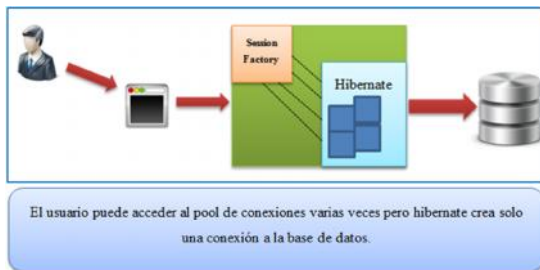 Session
Factory
Hibernate
El usuario puede acceder al pool de conexiones varias veces pero hibernate crea solo
una conexión a la base de datos.